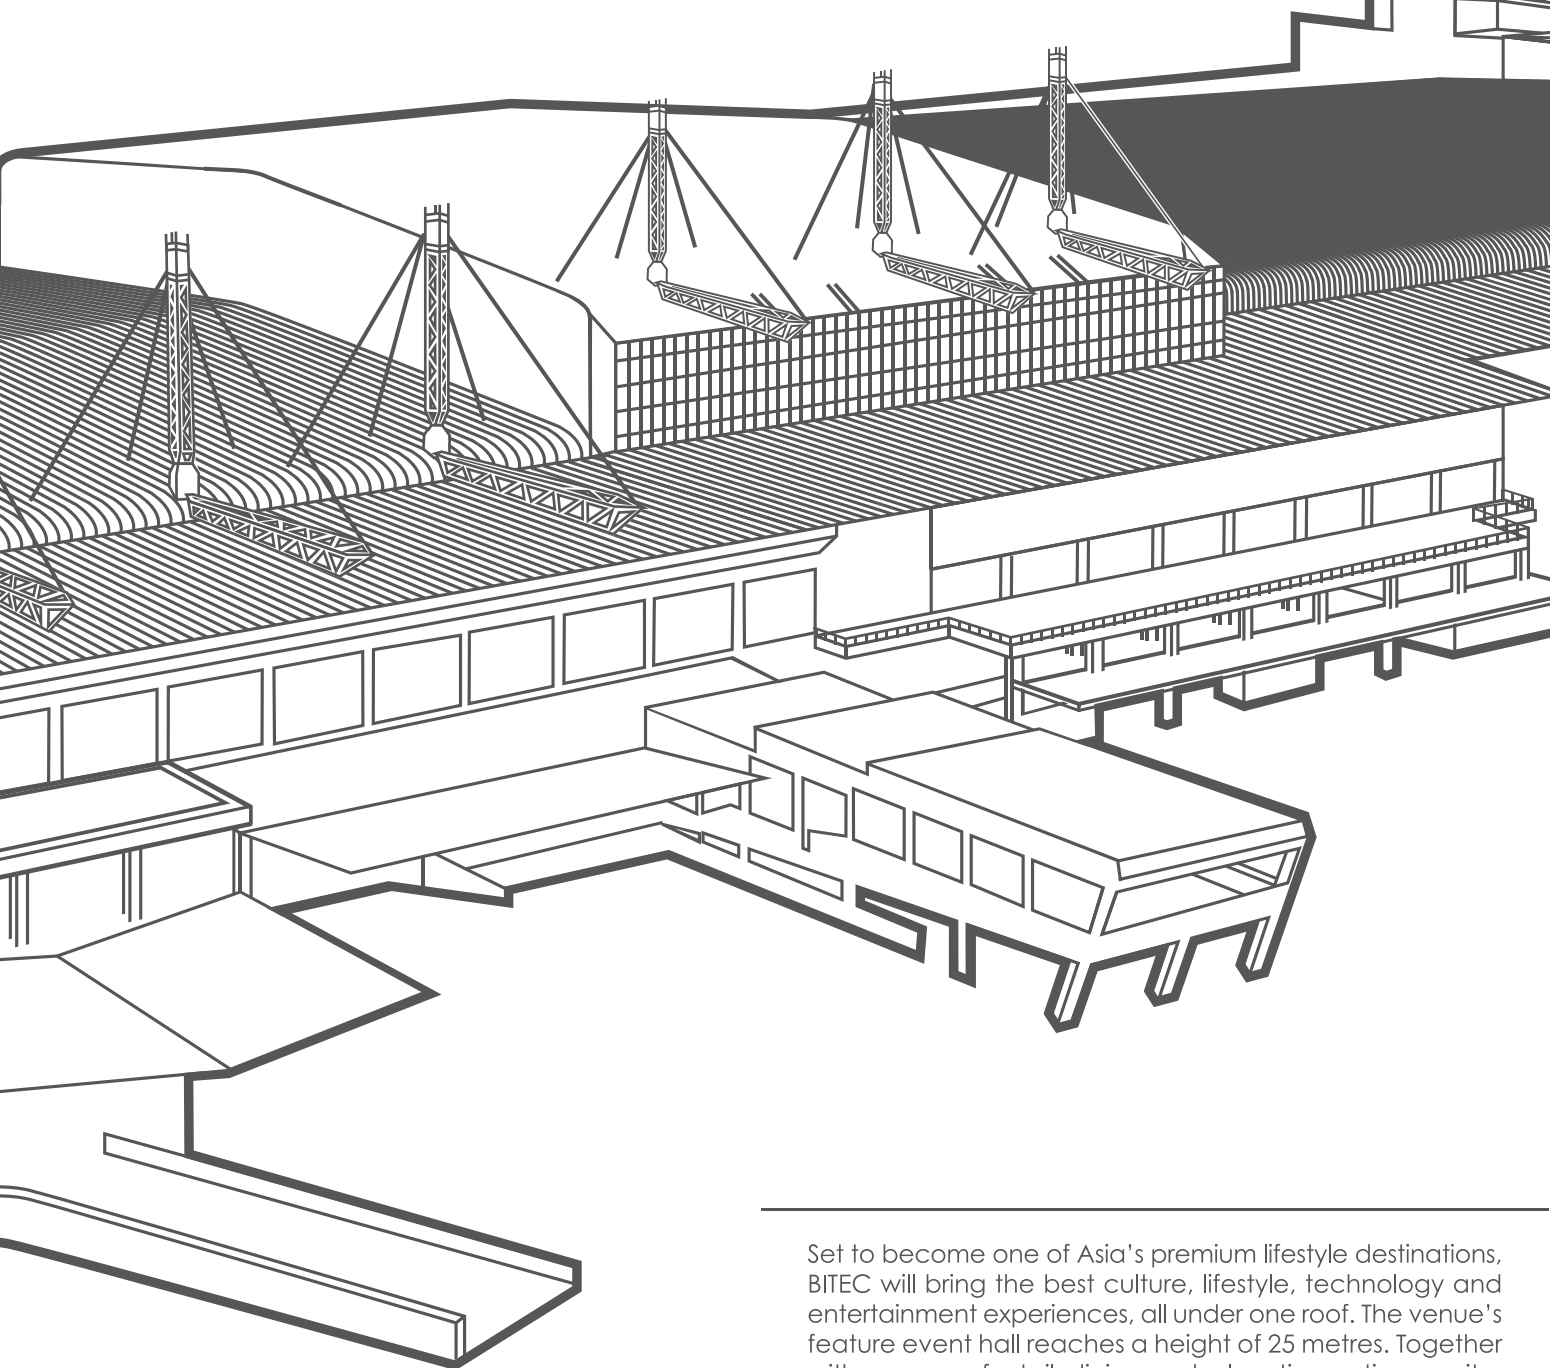 Set to become one of Asia's premium lifestyle destinations,
BITEC will bring the best culture, lifestyle, technology and
entertainment experiences, all under one roof. The venue's
feature event hall reaches a height of 25 metres. Together